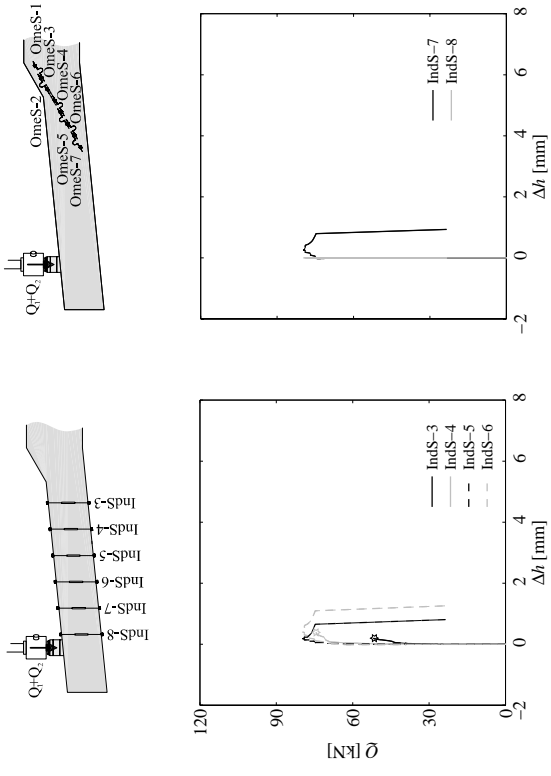 Q₁+Q₂
IndS-8
IndS-7
IndS-6
IndS-5
IndS-4
IndS-3
Q₁+Q₂
OmeS-7
OmeS-5
OmeS-2
OmeS-6
OmeS-4
OmeS-3
OmeS-1
Q [kN]
120
90
60
30
-2
0
2
4
6
8
Δh [mm]
IndS-3
IndS-4
IndS-5
IndS-6
-2
0
2
4
6
8
Δh [mm]
IndS-7
IndS-8